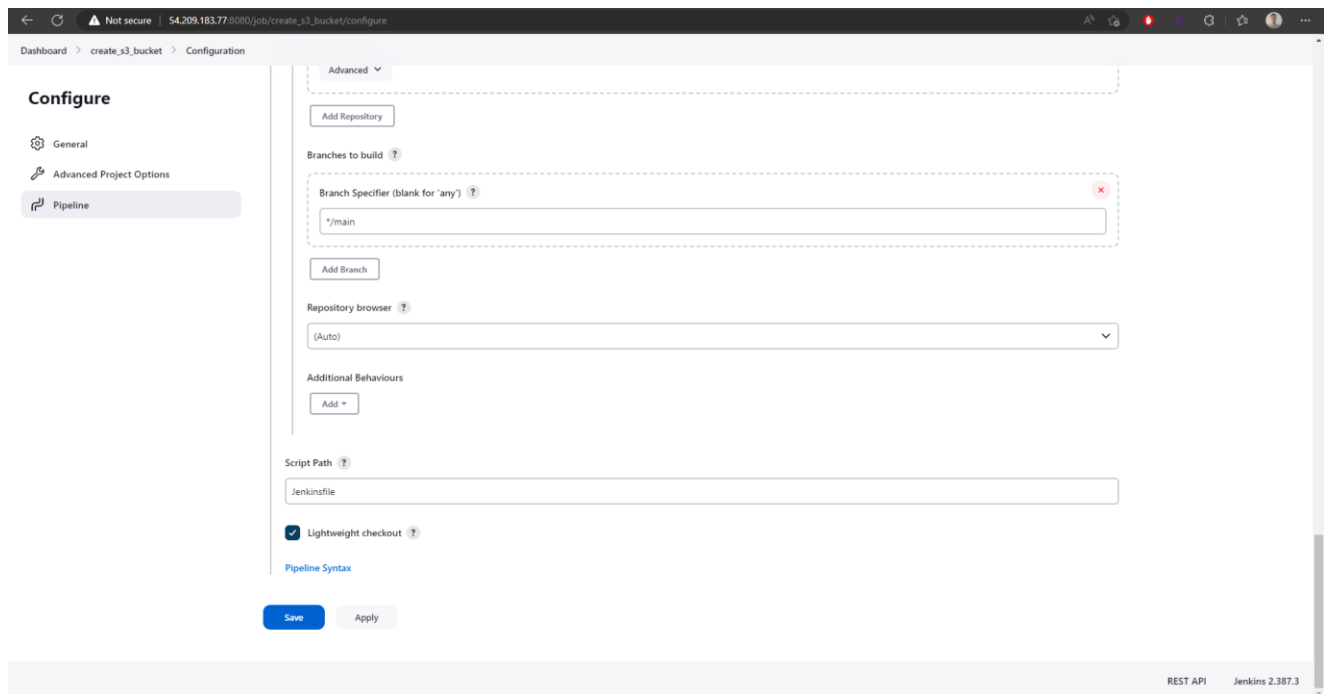 Not secure | 54.209.183.77:8080/job/create_s3_bucket/configure
Dashboard > create_s3_bucket > Configuration
Configure
General
Advanced Project Options
Pipeline
Advanced
Add Repository
Branches to build ?
Branch Specifier (blank for 'any') ?
*/main
Add Branch
Repository browser ?
(Auto)
Additional Behaviours
Add
Script Path ?
Jenkinsfile
Lightweight checkout ?
Pipeline Syntax
Save Apply
REST API Jenkins 2.387.3